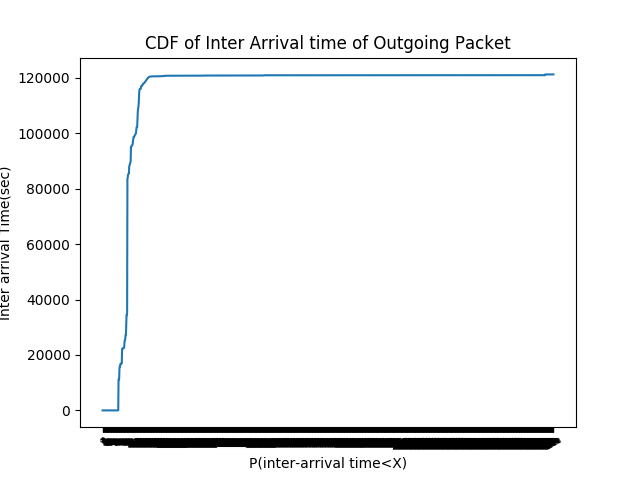 CDF of Inter Arrival time of Outgoing Packet
Inter arrival Time(sec)
120000
100000
80000
60000
40000
20000
0
P(inter-arrival time<X)